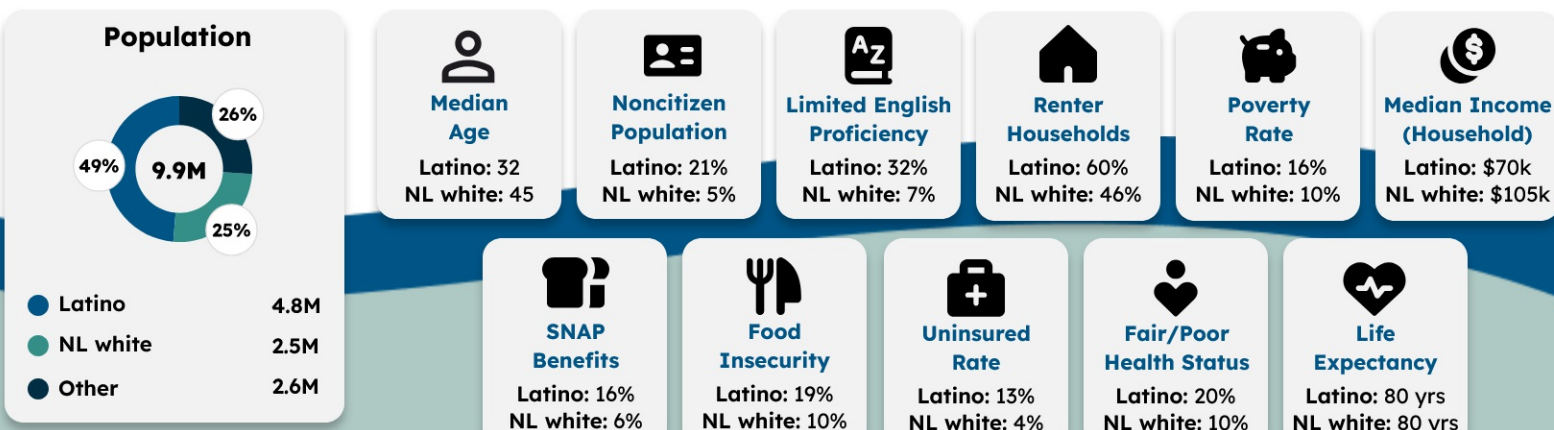 Population
26%
49%
9.9M
25%
Latino 4.8M
NL white 2.5M
Other 2.6M
Median
Age
Latino: 32
NL white: 45
Noncitizen
Population
Latino: 21%
NL white: 5%
A
Z
Limited English
Proficiency
Latino: 32%
NL white: 7%
Renter
Households
Latino: 60%
NL white: 46%
Poverty
Rate
Latino: 16%
NL white: 10%
$
Median Income
(Household)
Latino: $70k
NL white: $105k
SNAP
Benefits
Latino: 16%
NL white: 6%
Food
Insecurity
Latino: 19%
NL white: 10%
Uninsured
Rate
Latino: 13%
NL white: 4%
Fair/Poor
Health Status
Latino: 20%
NL white: 10%
Life
Expectancy
Latino: 80 yrs
NL white: 80 yrs